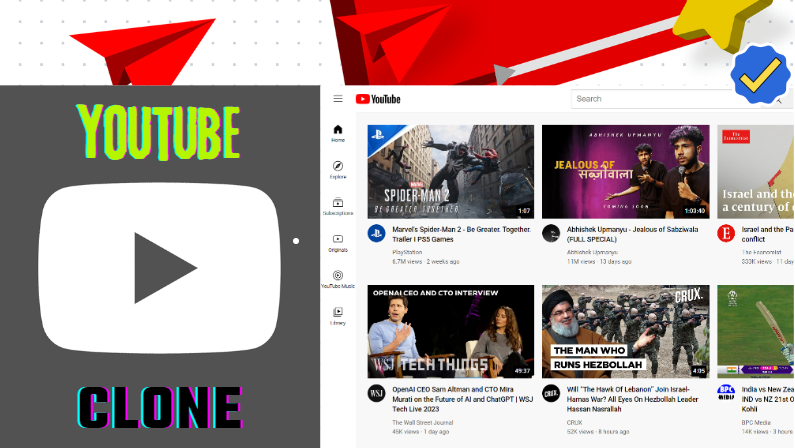 YOUTUBE
CLONE
YouTube
Search
Home
Explore
Subscriptions
Originals
YouTube Music
Library
MARVEL
SPIDER-MAN 2
BE GREATER. TOGETHER.
1:07
Marvel's Spider-Man 2 - Be Greater. Together.
Trailer I PS5 Games
PlayStation
6.7M views · 2 weeks ago
ABHISHEK UPMANYU
JEALOUS OF
सब्ज़ीवाला
COMING SOON
1:03:40
Abhishek Upmanyu - Jealous of Sabziwala
(FULL SPECIAL)
Abhishek Upmanyu
11M views · 13 days ago
The Economist
Israel and the
a century of c
E
Israel and the Pa
conflict
The Economist
333K views · 11 day
OPENAI CEO AND CTO INTERVIEW
WSJ TECH THINGS
49:37
WSJ
OpenAI CEO Sam Altman and CTO Mira
Murati on the Future of AI and ChatGPT | WSJ
Tech Live 2023
The Wall Street Journal
48K views · 1 day ago
CRUX.
THE MAN WHO
RUNS HEZBOLLAH
4:05
CRUX.
Will "The Hawk Of Lebanon" Join Israel-
Hamas War? All Eyes On Hezbollah Leader
Hassan Nasrallah
CRUX
52K views · 8 hours ago
BPC
MEDIA
India vs New Zea
IND vs NZ 21st O
Kohli
BPC Media
14K views · 3 hours